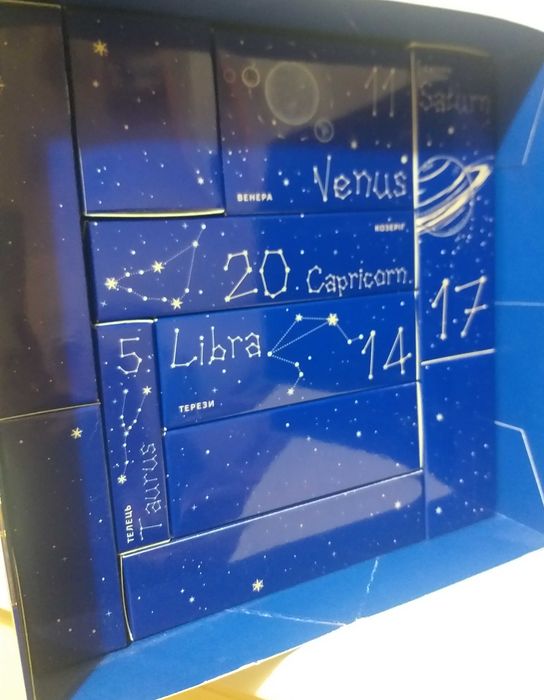 11
Venus
ВЕНЕРА
Saturn
17
КОЗЕРІГ
20 Capricorn
5
Taurus
ТЕЛЕЦЬ
Libra
14
ТЕРЕЗИ